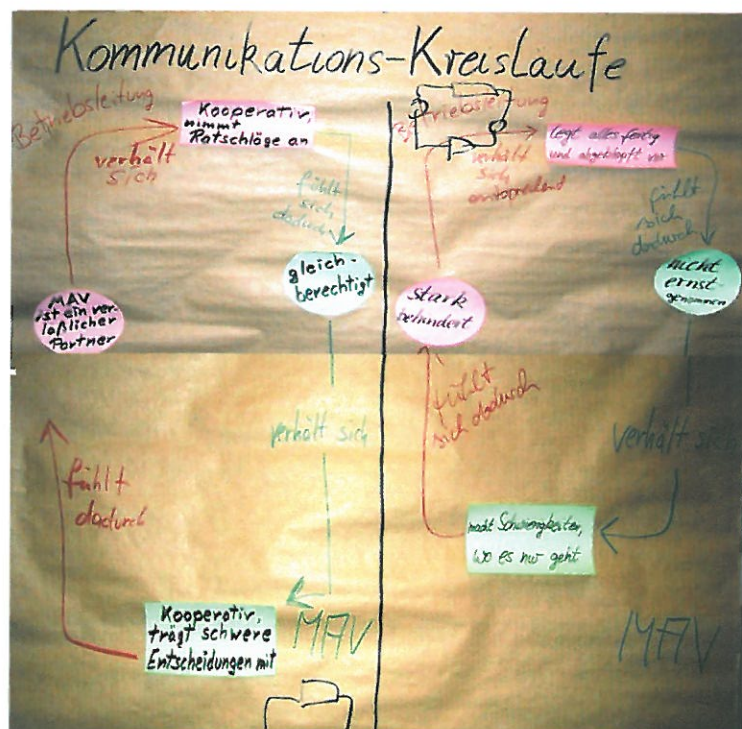 Kommunikations-Kreisläufe
Betriebsleitung
Kooperativ,
nimmt
Ratschläge an
verhält
sich
fühlt
sich
dadurch
gleich-
berechtigt
MAV
ist ein ver-
läßlicher
Partner
verhält sich
fühlt
dadurch
Kooperativ,
trägt schwere
Entscheidungen mit
MAV
Betriebsleitung
legt alles fertig
und abgeklopft vor
verhält
sich
entsprechend
fühlt
sich
dadurch
nicht
ernst-
genommen
stark
behindert
fühlt
sich dadurch
verhält sich
macht Schwierigkeiten,
wo es nur geht
MAV